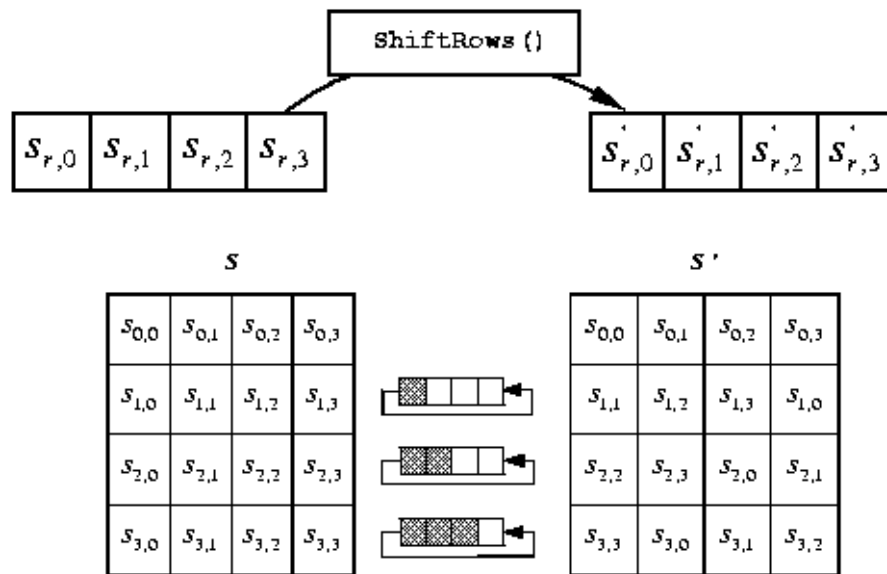 ShiftRows()
S_{r,0} S_{r,1} S_{r,2} S_{r,3} S'_{r,0} S'_{r,1} S'_{r,2} S'_{r,3}
S S'
S_{0,0} S_{0,1} S_{0,2} S_{0,3} S_{0,0} S_{0,1} S_{0,2} S_{0,3}
S_{1,0} S_{1,1} S_{1,2} S_{1,3} S_{1,1} S_{1,2} S_{1,3} S_{1,0}
S_{2,0} S_{2,1} S_{2,2} S_{2,3} S_{2,2} S_{2,3} S_{2,0} S_{2,1}
S_{3,0} S_{3,1} S_{3,2} S_{3,3} S_{3,3} S_{3,0} S_{3,1} S_{3,2}